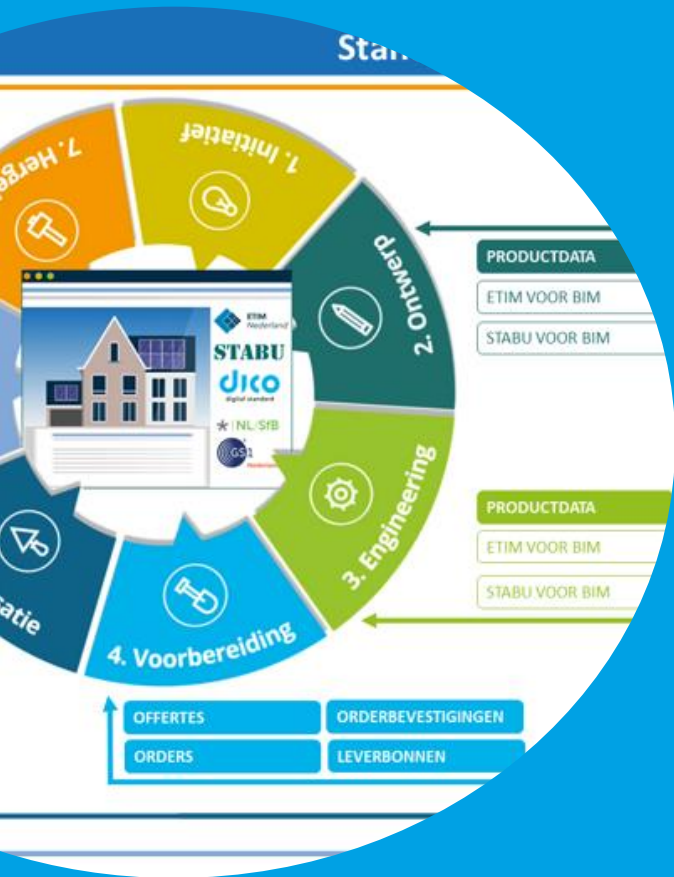 1. Initiatief
2. Ontwerp
3. Engineering
4. Voorbereiding
ETIM
Nederland
STABU
dico
digital standard
NL/SfB
GS1
Nederland
PRODUCTDATA
ETIM VOOR BIM
STABU VOOR BIM
PRODUCTDATA
ETIM VOOR BIM
STABU VOOR BIM
OFFERTES
ORDERBEVESTIGINGEN
ORDERS
LEVERBONNEN